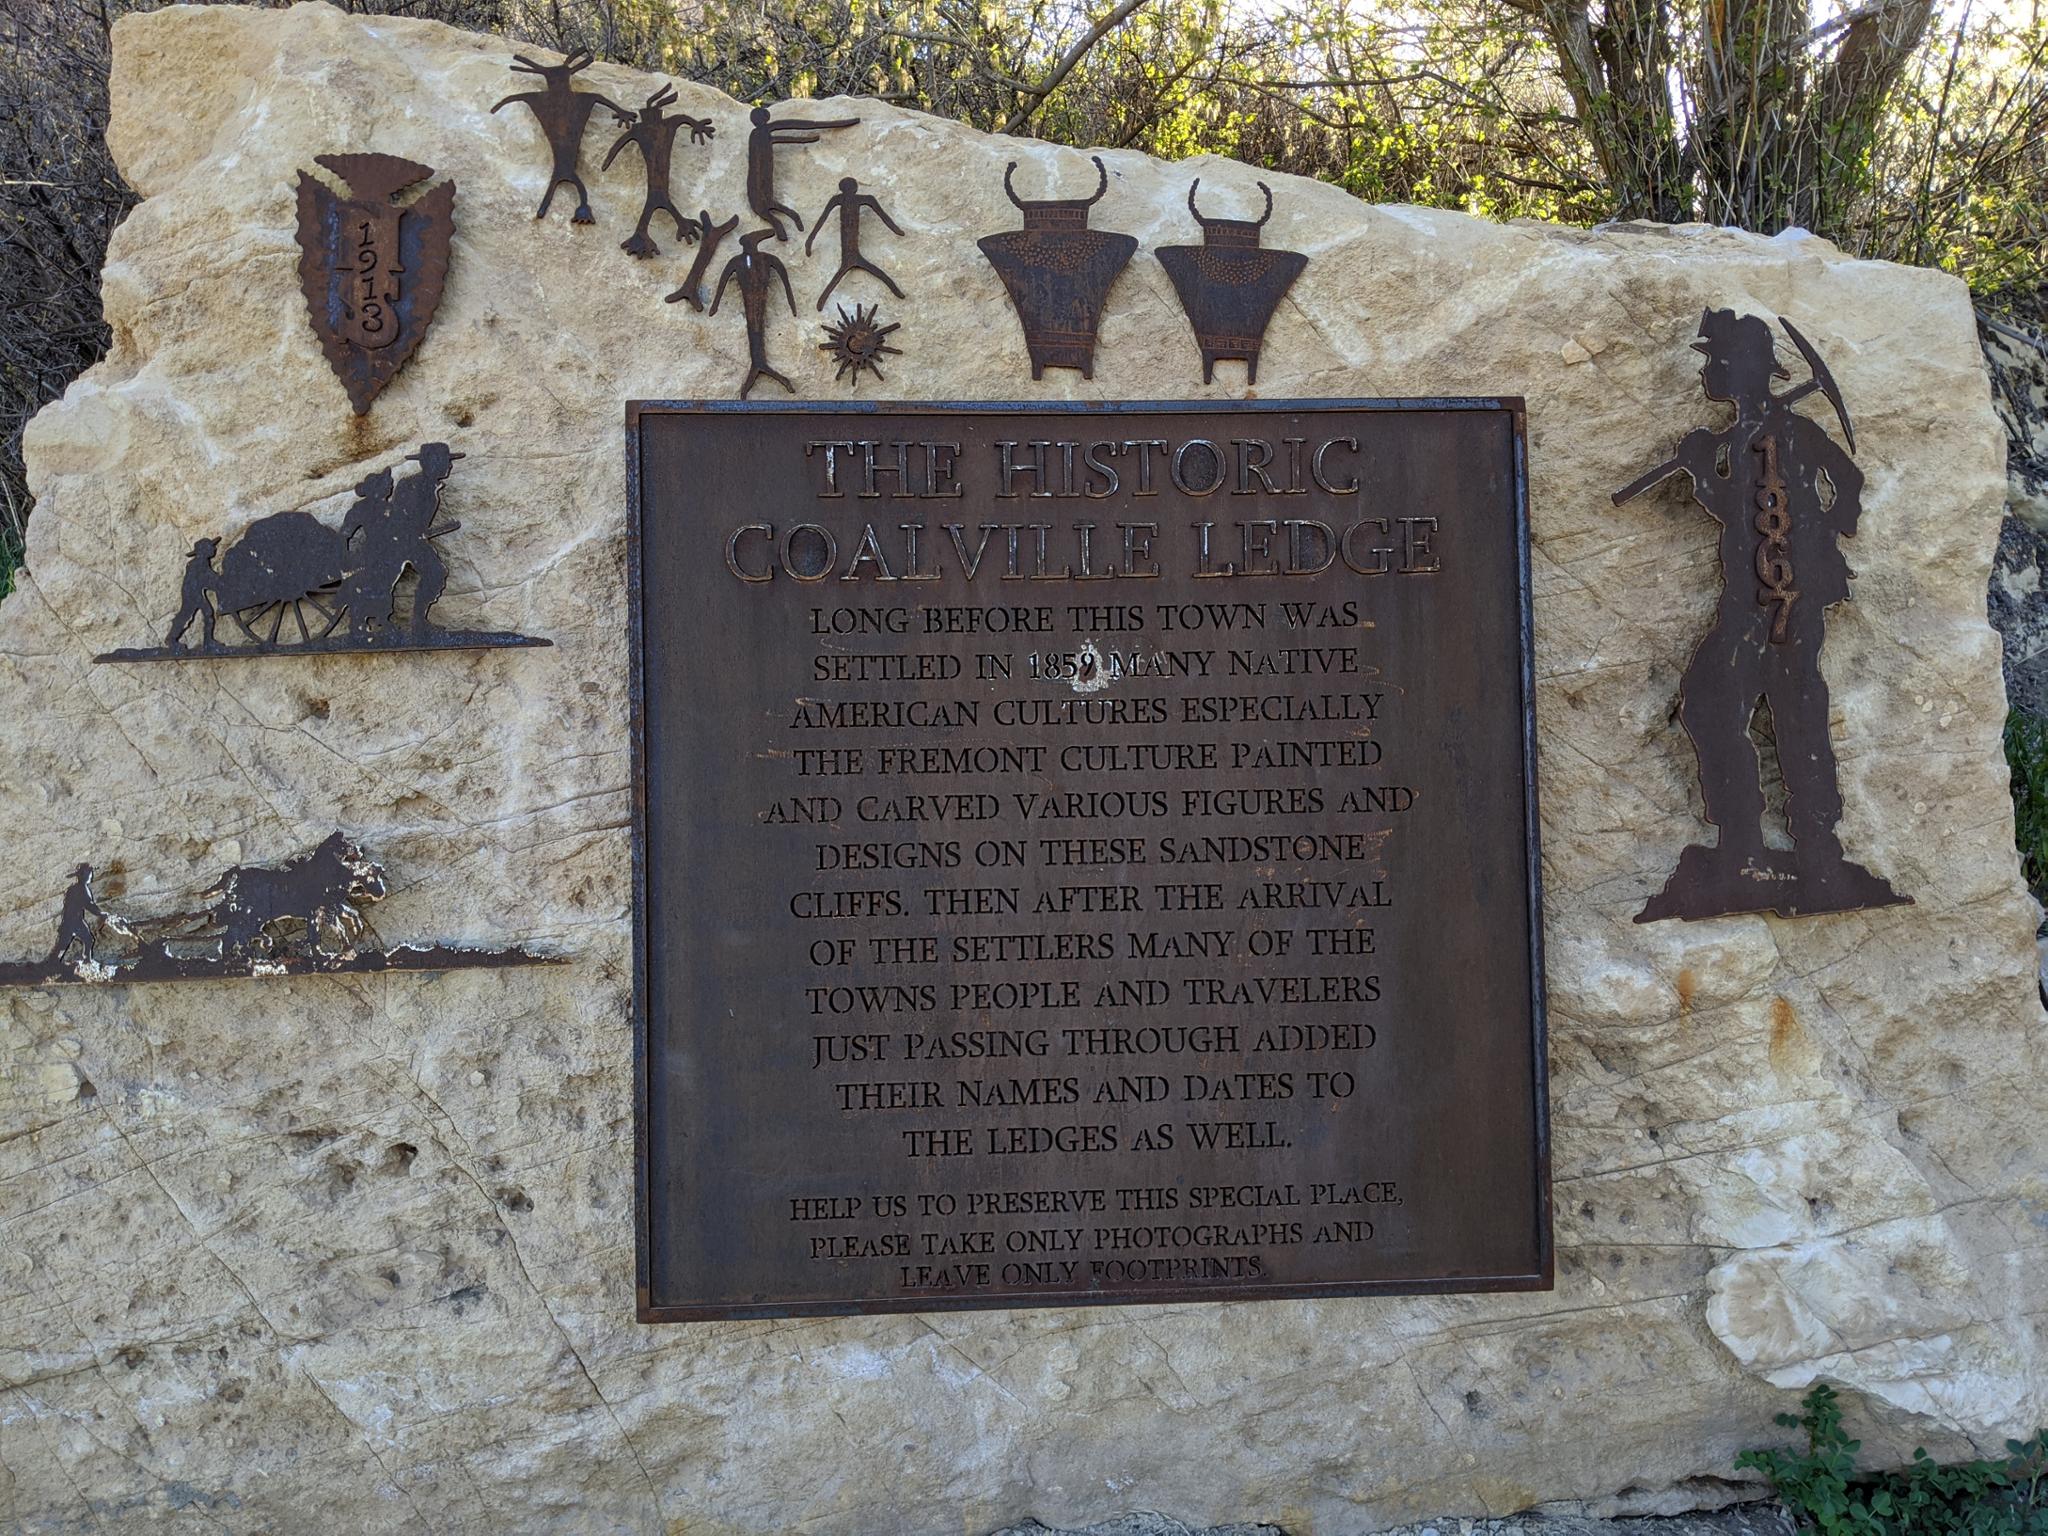 1913
HS
THE HISTORIC
COALVILLE LEDGE
LONG BEFORE THIS TOWN WAS
SETTLED IN 1859 MANY NATIVE
AMERICAN CULTURES ESPECIALLY
THE FREMONT CULTURE PAINTED
AND CARVED VARIOUS FIGURES AND
DESIGNS ON THESE SANDSTONE
CLIFFS. THEN AFTER THE ARRIVAL
OF THE SETTLERS MANY OF THE
TOWNS PEOPLE AND TRAVELERS
JUST PASSING THROUGH ADDED
THEIR NAMES AND DATES TO
THE LEDGES AS WELL.
HELP US TO PRESERVE THIS SPECIAL PLACE,
PLEASE TAKE ONLY PHOTOGRAPHS AND
LEAVE ONLY FOOTPRINTS.
1867